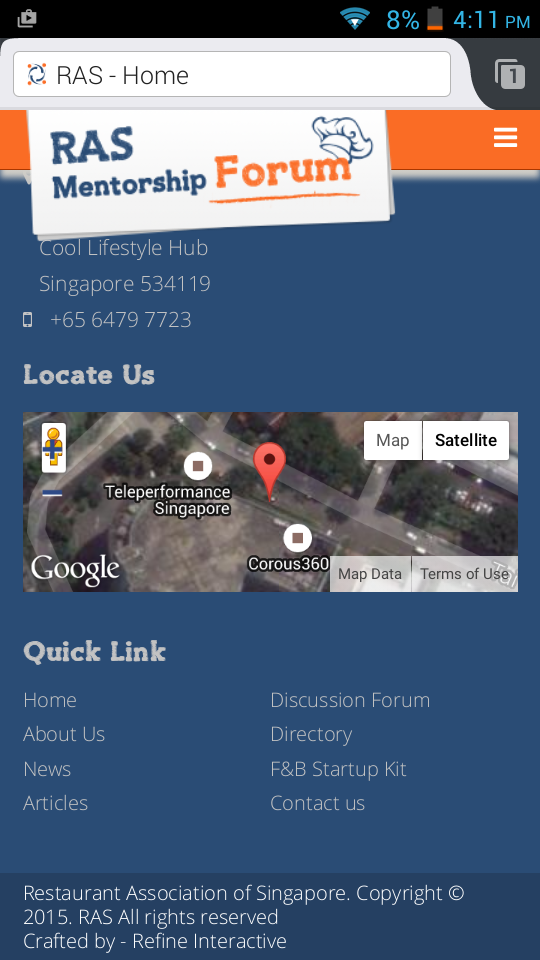 8%
4:11 PM
RAS - Home
1
RAS
Mentorship Forum
Cool Lifestyle Hub
Singapore 534119
+65 6479 7723
Locate Us
Map
Satellite
Teleperformance
Singapore
Corous360
Google
Map Data
Terms of Use
Quick Link
Home
Discussion Forum
About Us
Directory
News
F&B Startup Kit
Articles
Contact us
Restaurant Association of Singapore. Copyright ©
2015. RAS All rights reserved
Crafted by - Refine Interactive